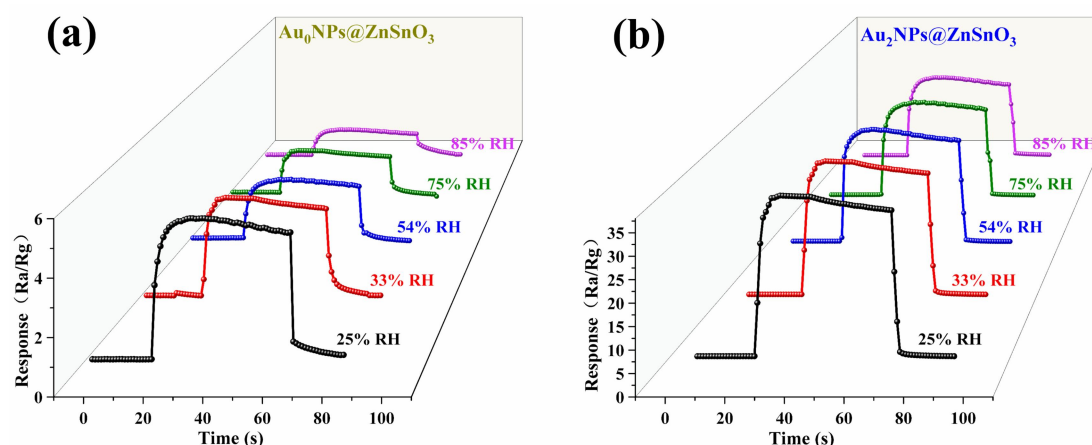 (a)
Au₀NPs@ZnSnO₃
85% RH
75% RH
54% RH
33% RH
25% RH
Response（Ra/Rg）
6
4
2
0
0 20 40 60 80 100
Time (s)
(b)
Au₂NPs@ZnSnO₃
85% RH
75% RH
54% RH
33% RH
25% RH
Response（Ra/Rg）
35
30
25
20
15
10
5
0
0 20 40 60 80 100
Time (s)